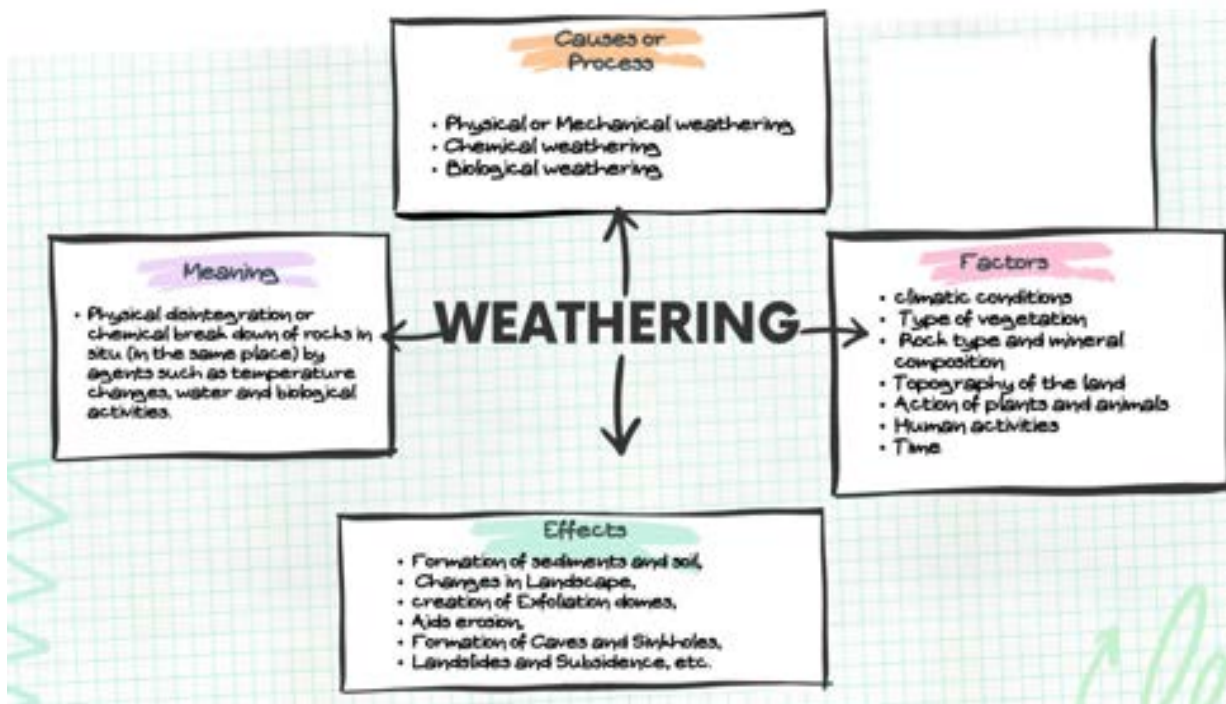 Causes or
Process
• Physical or Mechanical weathering
• Chemical weathering
• Biological weathering
Meaning
• Physical disintegration or
chemical break down of rocks in
situ (in the same place) by
agents such as temperature
changes, water and biological
activities.
WEATHERING
Factors
• climatic conditions
• Type of vegetation
• Rock type and mineral
composition
• Topography of the land
• Action of plants and animals
• Human activities
• Time
Effects
• Formation of sediments and soil,
• Changes in Landscape,
• creation of Exfoliation domes,
• Aids erosion,
• Formation of Caves and Sinkholes,
• Landslides and Subsidence, etc.